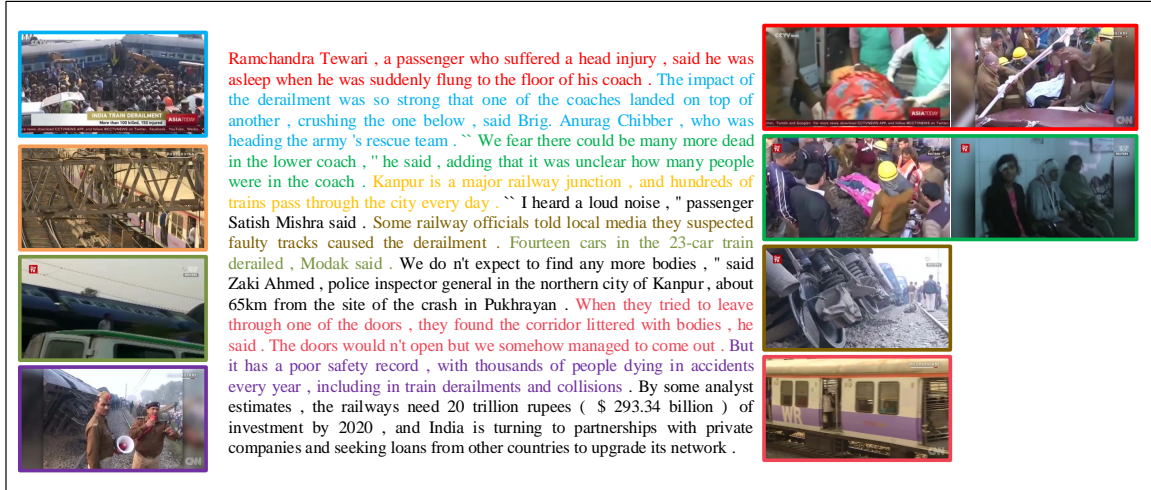 CCTV
INDIA TRAIN DERAILMENT
More than 100 killed, 150 injured
ASIATODAY
Ramchandra Tewari , a passenger who suffered a head injury , said he was
asleep when he was suddenly flung to the floor of his coach . The impact of
the derailment was so strong that one of the coaches landed on top of
another , crushing the one below , said Brig. Anurag Chibber , who was
heading the army 's rescue team . `` We fear there could be many more dead
in the lower coach , '' he said , adding that it was unclear how many people
were in the coach . Kanpur is a major railway junction , and hundreds of
trains pass through the city every day . `` I heard a loud noise , '' passenger
Satish Mishra said . Some railway officials told local media they suspected
faulty tracks caused the derailment . Fourteen cars in the 23-car train
derailed , Modak said . We do n't expect to find any more bodies , '' said
Zaki Ahmed , police inspector general in the northern city of Kanpur , about
65km from the site of the crash in Pukhrayan . When they tried to leave
through one of the doors , they found the corridor littered with bodies , he
said . The doors would n't open but we somehow managed to come out . But
it has a poor safety record , with thousands of people dying in accidents
every year , including in train derailments and collisions . By some analyst
estimates , the railways need 20 trillion rupees ( $ 293.34 billion ) of
investment by 2020 , and India is turning to partnerships with private
companies and seeking loans from other countries to upgrade its network .
CNN
CCTV
ASIATODAY
CNN
WR
CNN